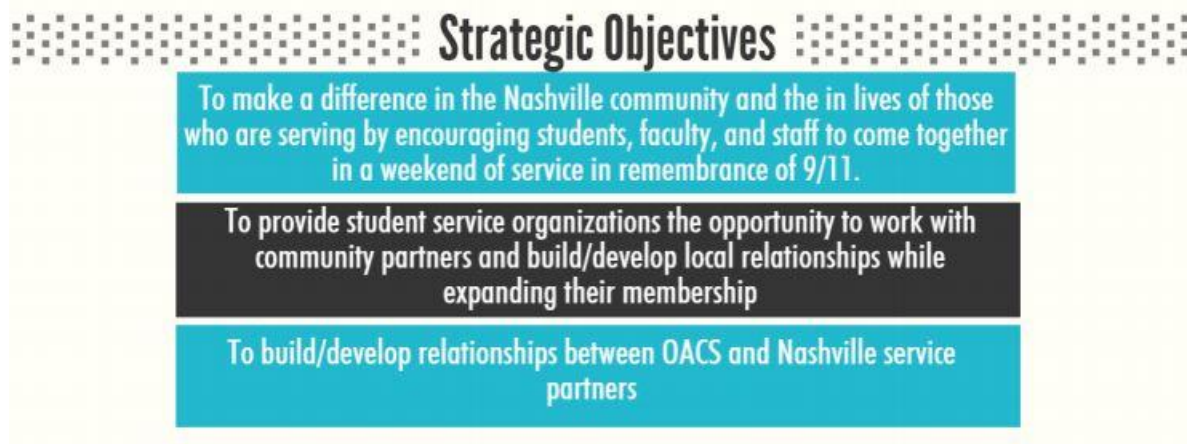 Strategic Objectives
To make a difference in the Nashville community and the in lives of those
who are serving by encouraging students, faculty, and staff to come together
in a weekend of service in remembrance of 9/11.
To provide student service organizations the opportunity to work with
community partners and build/develop local relationships while
expanding their membership
To build/develop relationships between OACS and Nashville service
partners